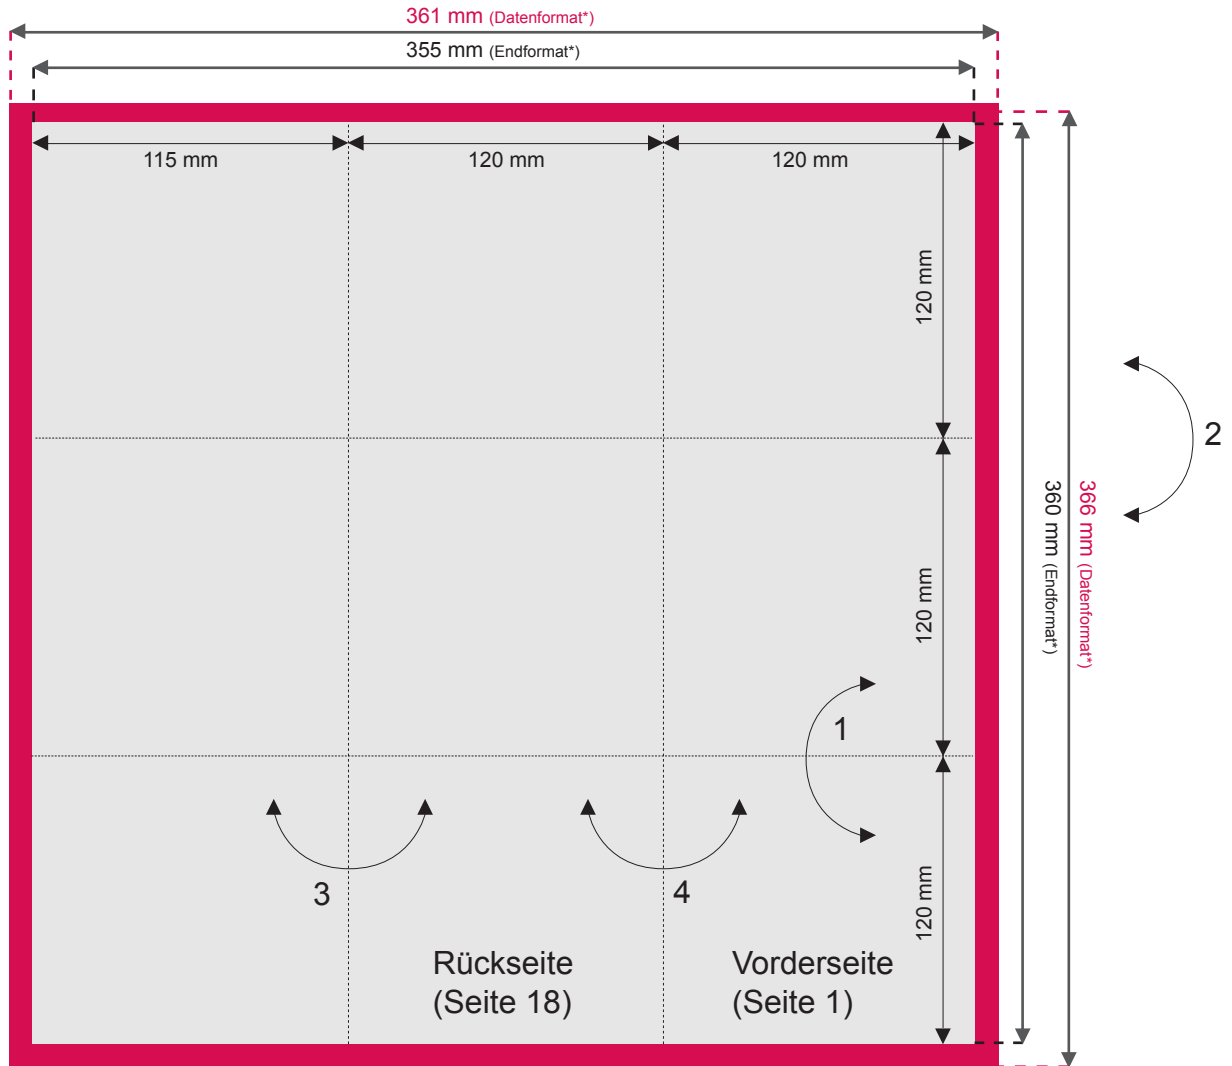 361 mm (Datenformat*)
355 mm (Endformat*)
115 mm
120 mm
120 mm
120 mm
2
366 mm (Datenformat*)
360 mm (Endformat*)
120 mm
1
3
4
120 mm
Rückseite
(Seite 18)
Vorderseite
(Seite 1)